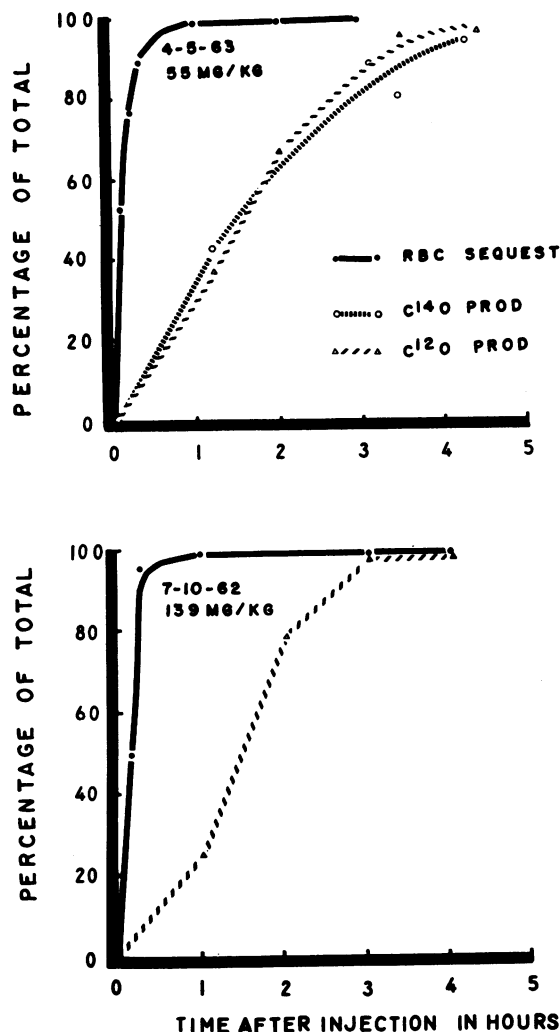 PERCENTAGE OF TOTAL
100
80
60
40
20
0
4-5-63
55 MG/KG
RBC SEQUEST
C14O PROD
C12O PROD
0 1 2 3 4 5
PERCENTAGE OF TOTAL
100
80
60
40
20
0
7-10-62
139 MG/KG
0 1 2 3 4 5
TIME AFTER INJECTION IN HOURS